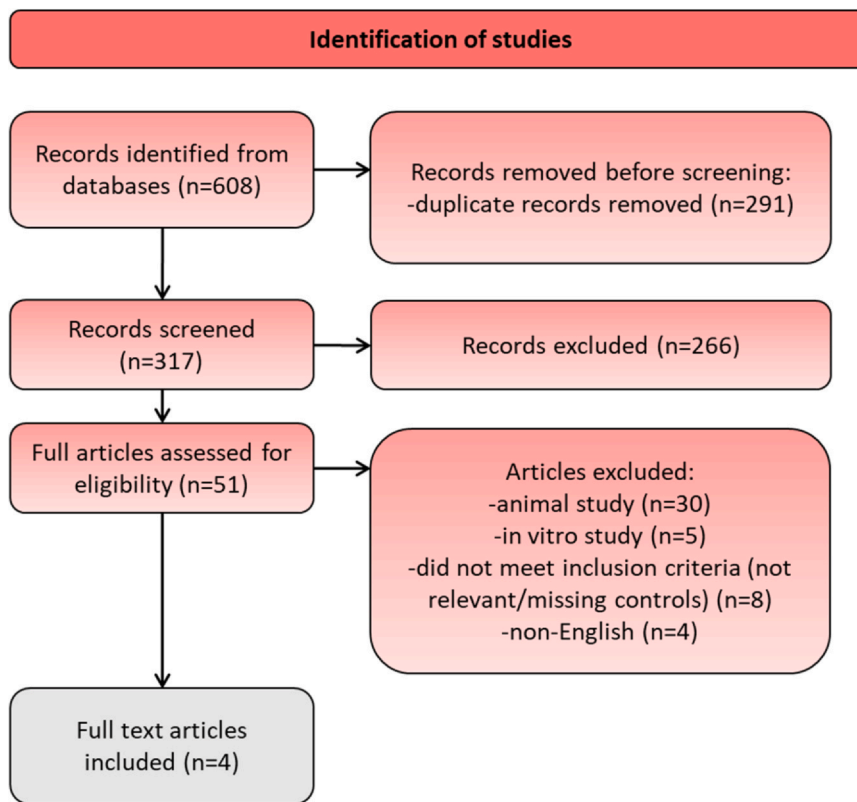 Identification of studies
Records identified from
databases (n=608)
Records removed before screening:
-duplicate records removed (n=291)
Records screened
(n=317)
Records excluded (n=266)
Full articles assessed for
eligibility (n=51)
Articles excluded:
-animal study (n=30)
-in vitro study (n=5)
-did not meet inclusion criteria (not
relevant/missing controls) (n=8)
-non-English (n=4)
Full text articles
included (n=4)